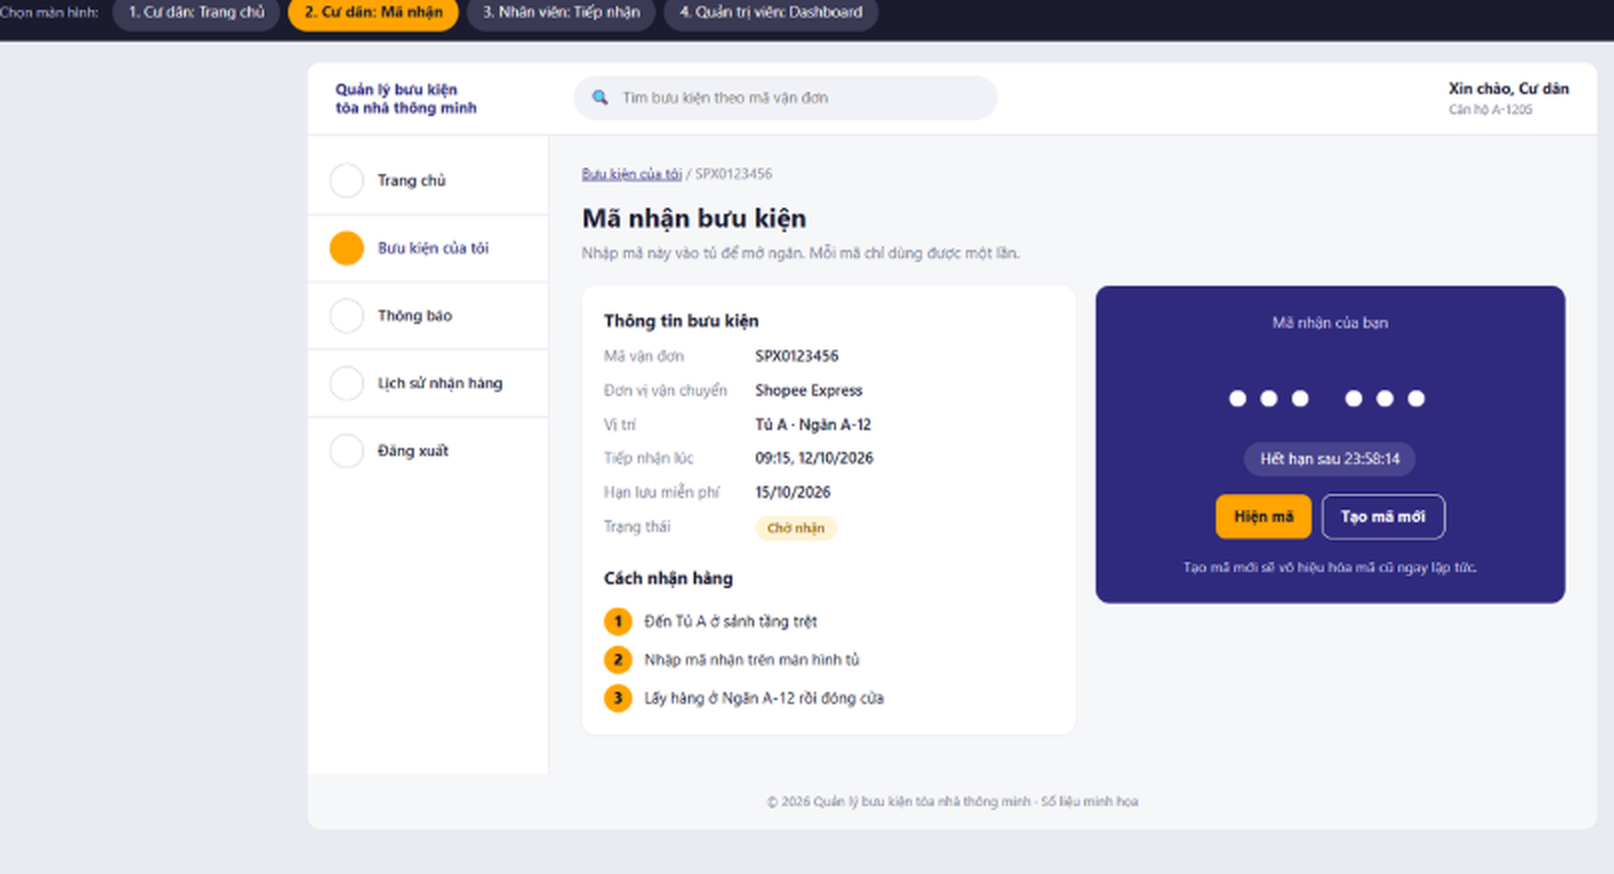 Chọn màn hình:
1. Cư dân: Trang chủ
2. Cư dân: Mã nhận
3. Nhân viên: Tiếp nhận
4. Quản trị viên: Dashboard
Quản lý bưu kiện
tòa nhà thông minh
Tìm bưu kiện theo mã vận đơn
Xin chào, Cư dân
Căn hộ A-1205
Trang chủ
Bưu kiện của tôi
Thông báo
Lịch sử nhận hàng
Đăng xuất
Bưu kiện của tôi / SPX0123456
Mã nhận bưu kiện
Nhập mã này vào tủ để mở ngăn. Mỗi mã chỉ dùng được một lần.
Thông tin bưu kiện
Mã vận đơn SPX0123456
Đơn vị vận chuyển Shopee Express
Vị trí Tủ A · Ngăn A-12
Tiếp nhận lúc 09:15, 12/10/2026
Hạn lưu miễn phí 15/10/2026
Trạng thái Chờ nhận
Cách nhận hàng
1 Đến Tủ A ở sảnh tầng trệt
2 Nhập mã nhận trên màn hình tủ
3 Lấy hàng ở Ngăn A-12 rồi đóng cửa
Mã nhận của bạn
••• •••
Hết hạn sau 23:58:14
Hiện mã
Tạo mã mới
Tạo mã mới sẽ vô hiệu hóa mã cũ ngay lập tức.
© 2026 Quản lý bưu kiện tòa nhà thông minh - Số liệu minh họa